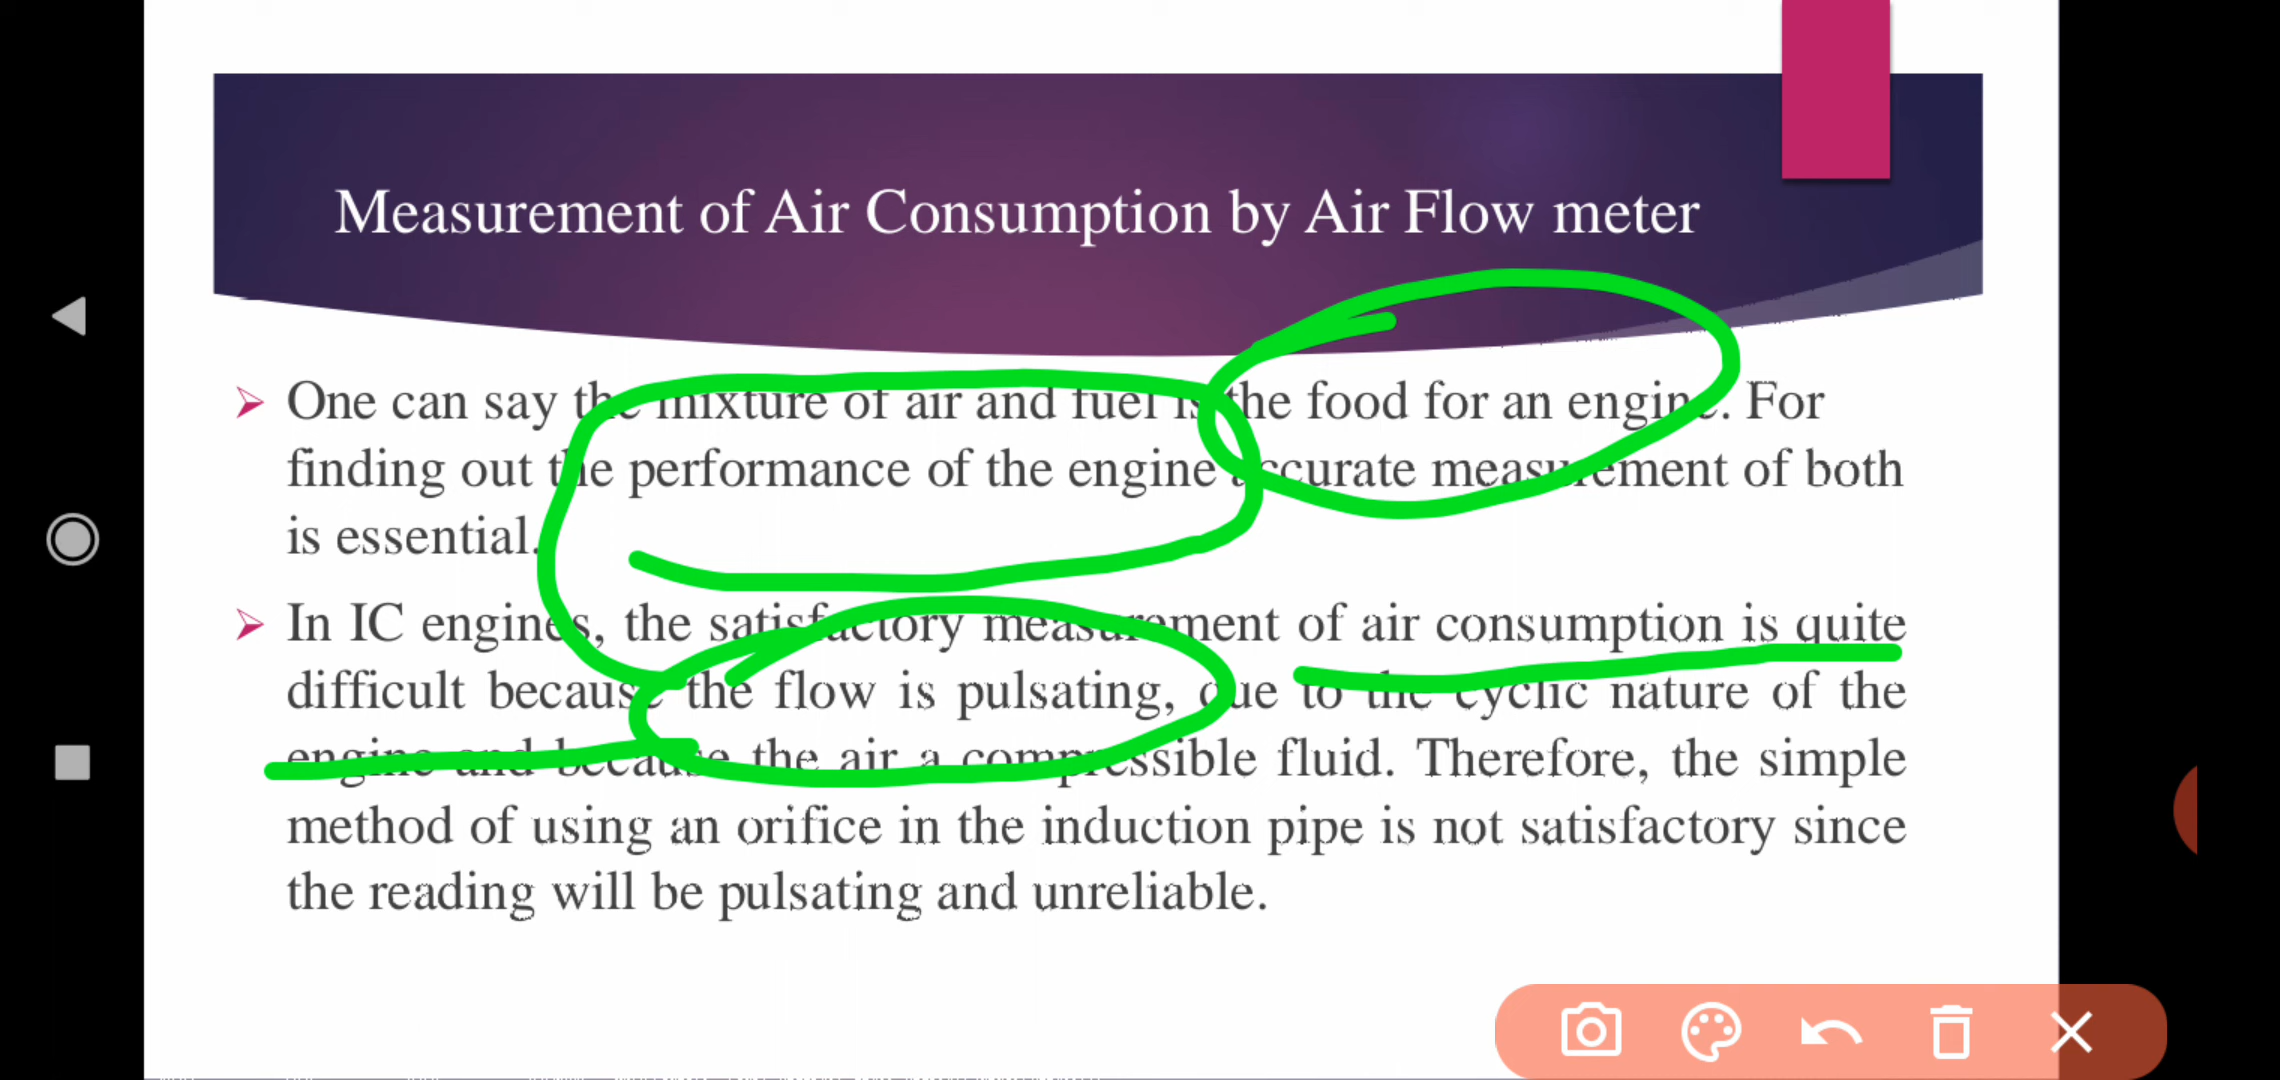 Measurement of Air Consumption by Air Flow meter
One can say the mixture of air and fuel is the food for an engine. For
finding out the performance of the engine accurate measurement of both
is essential.
In IC engines, the satisfactory measurement of air consumption is quite
difficult because the flow is pulsating, due to the cyclic nature of the
engine and because the air a compressible fluid. Therefore, the simple
method of using an orifice in the induction pipe is not satisfactory since
the reading will be pulsating and unreliable.